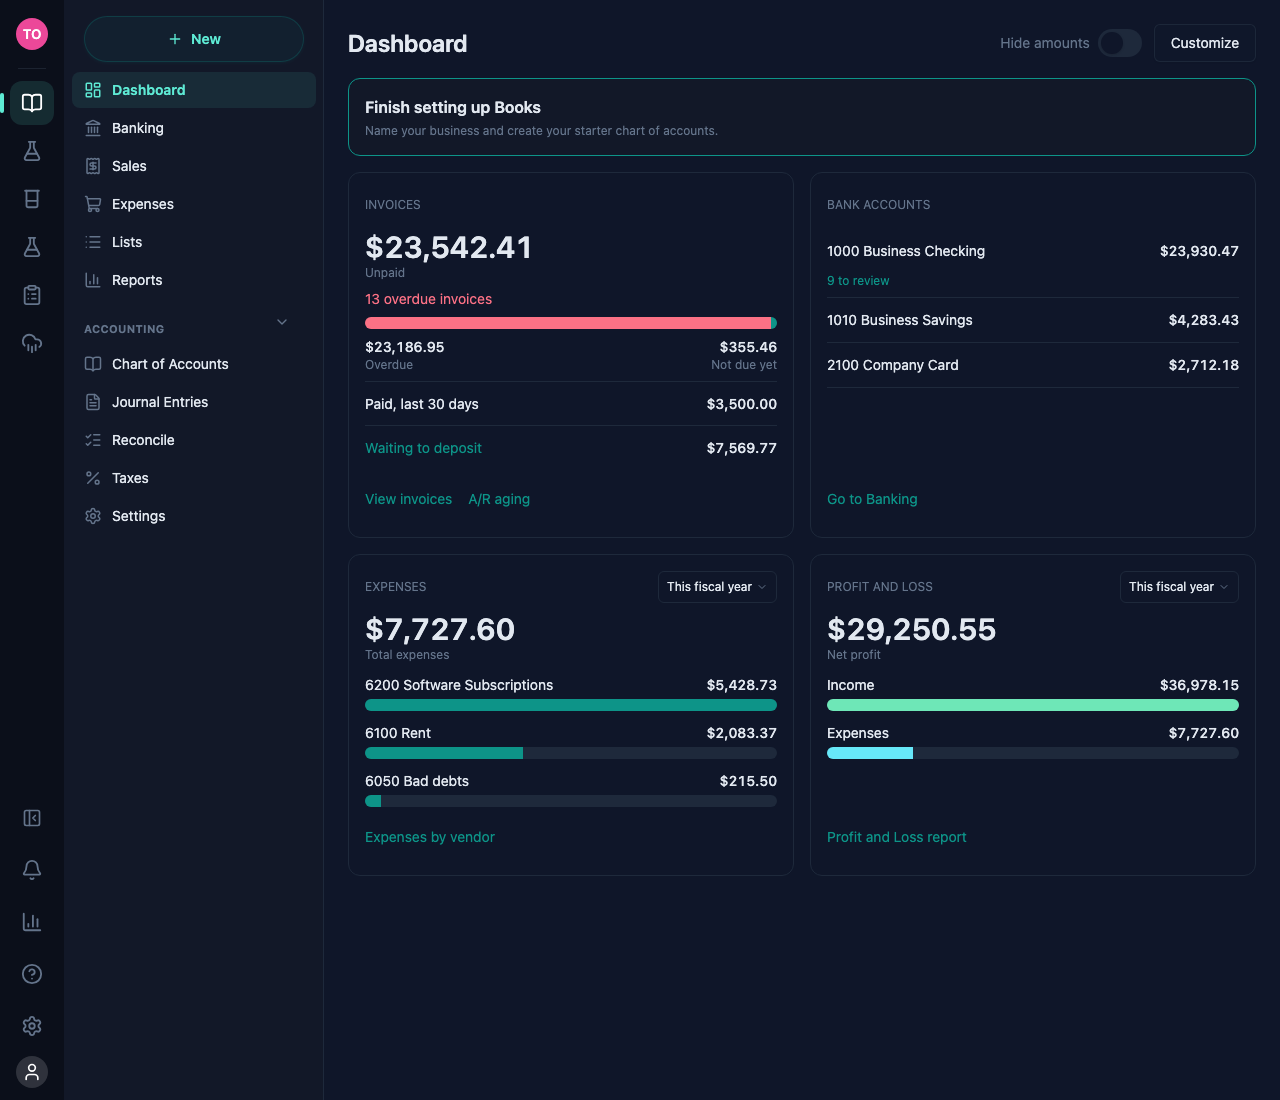 TO
New
Dashboard
Banking
Sales
Expenses
Lists
Reports
ACCOUNTING
Chart of Accounts
Journal Entries
Reconcile
Taxes
Settings
Dashboard
Hide amounts
Customize
Finish setting up Books
Name your business and create your starter chart of accounts.
INVOICES
$23,542.41
Unpaid
13 overdue invoices
$23,186.95 $355.46
Overdue Not due yet
Paid, last 30 days $3,500.00
Waiting to deposit $7,569.77
View invoices A/R aging
BANK ACCOUNTS
1000 Business Checking $23,930.47
9 to review
1010 Business Savings $4,283.43
2100 Company Card $2,712.18
Go to Banking
EXPENSES This fiscal year
$7,727.60
Total expenses
6200 Software Subscriptions $5,428.73
6100 Rent $2,083.37
6050 Bad debts $215.50
Expenses by vendor
PROFIT AND LOSS This fiscal year
$29,250.55
Net profit
Income $36,978.15
Expenses $7,727.60
Profit and Loss report